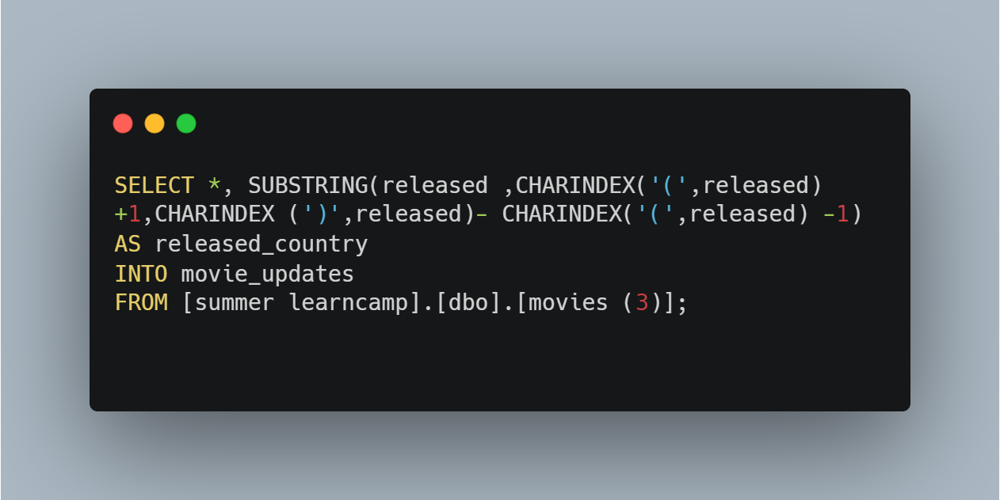 SELECT *, SUBSTRING(released ,CHARINDEX('(',released)
+1,CHARINDEX (')',released)- CHARINDEX('(',released) -1)
AS released_country
INTO movie_updates
FROM [summer learncamp].[dbo].[movies (3)];